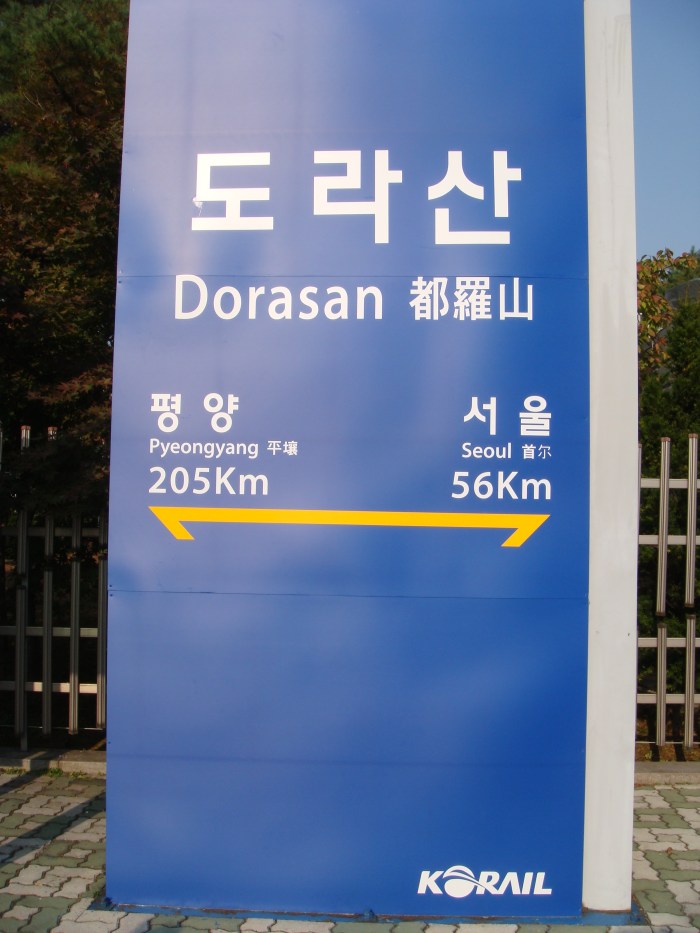 도라산
Dorasan 都羅山
평양 서울
Pyeongyang 平壤 Seoul 首尔
205Km 56Km
KORAIL